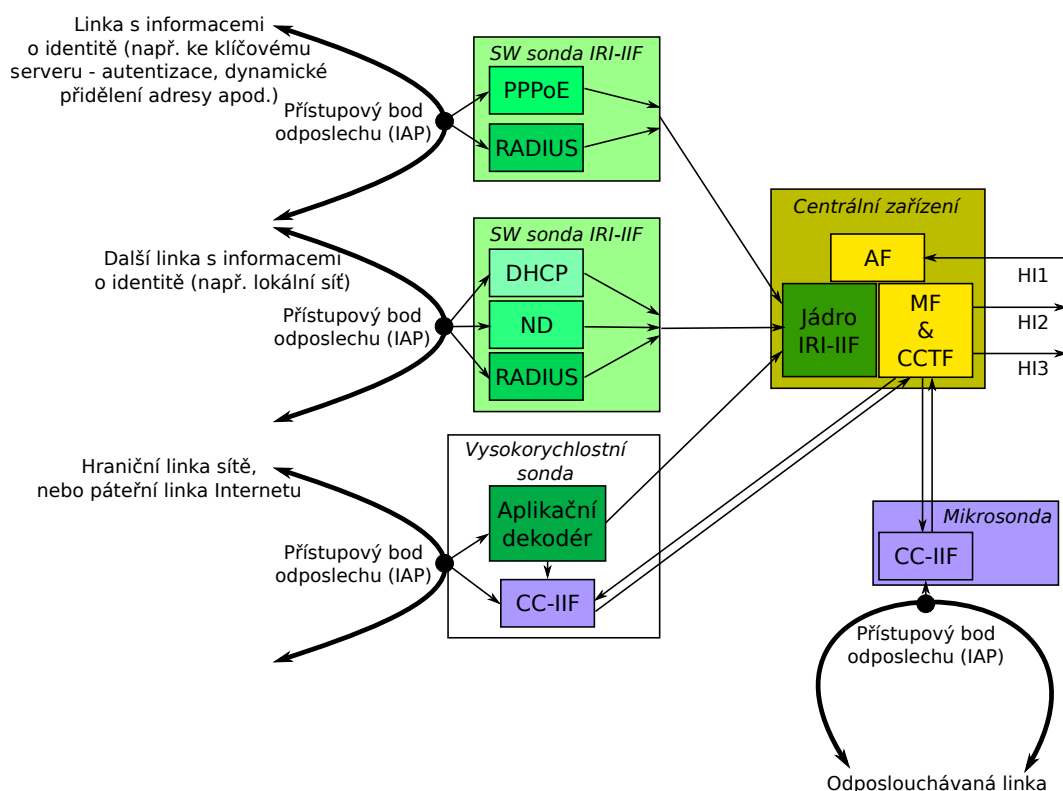 Linka s informacemi
o identitě (např. ke klíčovému
serveru - autentizace, dynamické
přidělení adresy apod.)
Přístupový bod
odposlechu (IAP)
SW sonda IRI-IIF
PPPoE
RADIUS
Další linka s informacemi
o identitě (např. lokální síť)
Přístupový bod
odposlechu (IAP)
SW sonda IRI-IIF
DHCP
ND
RADIUS
Hraniční linka sítě,
nebo páteřní linka Internetu
Přístupový bod
odposlechu (IAP)
Vysokorychlostní
sonda
Aplikační
dekodér
CC-IIF
Centrální zařízení
AF
Jádro
IRI-IIF
MF
&
CCTF
HI1
HI2
HI3
Mikrosonda
CC-IIF
Přístupový bod
odposlechu (IAP)
Odposlouchávaná linka